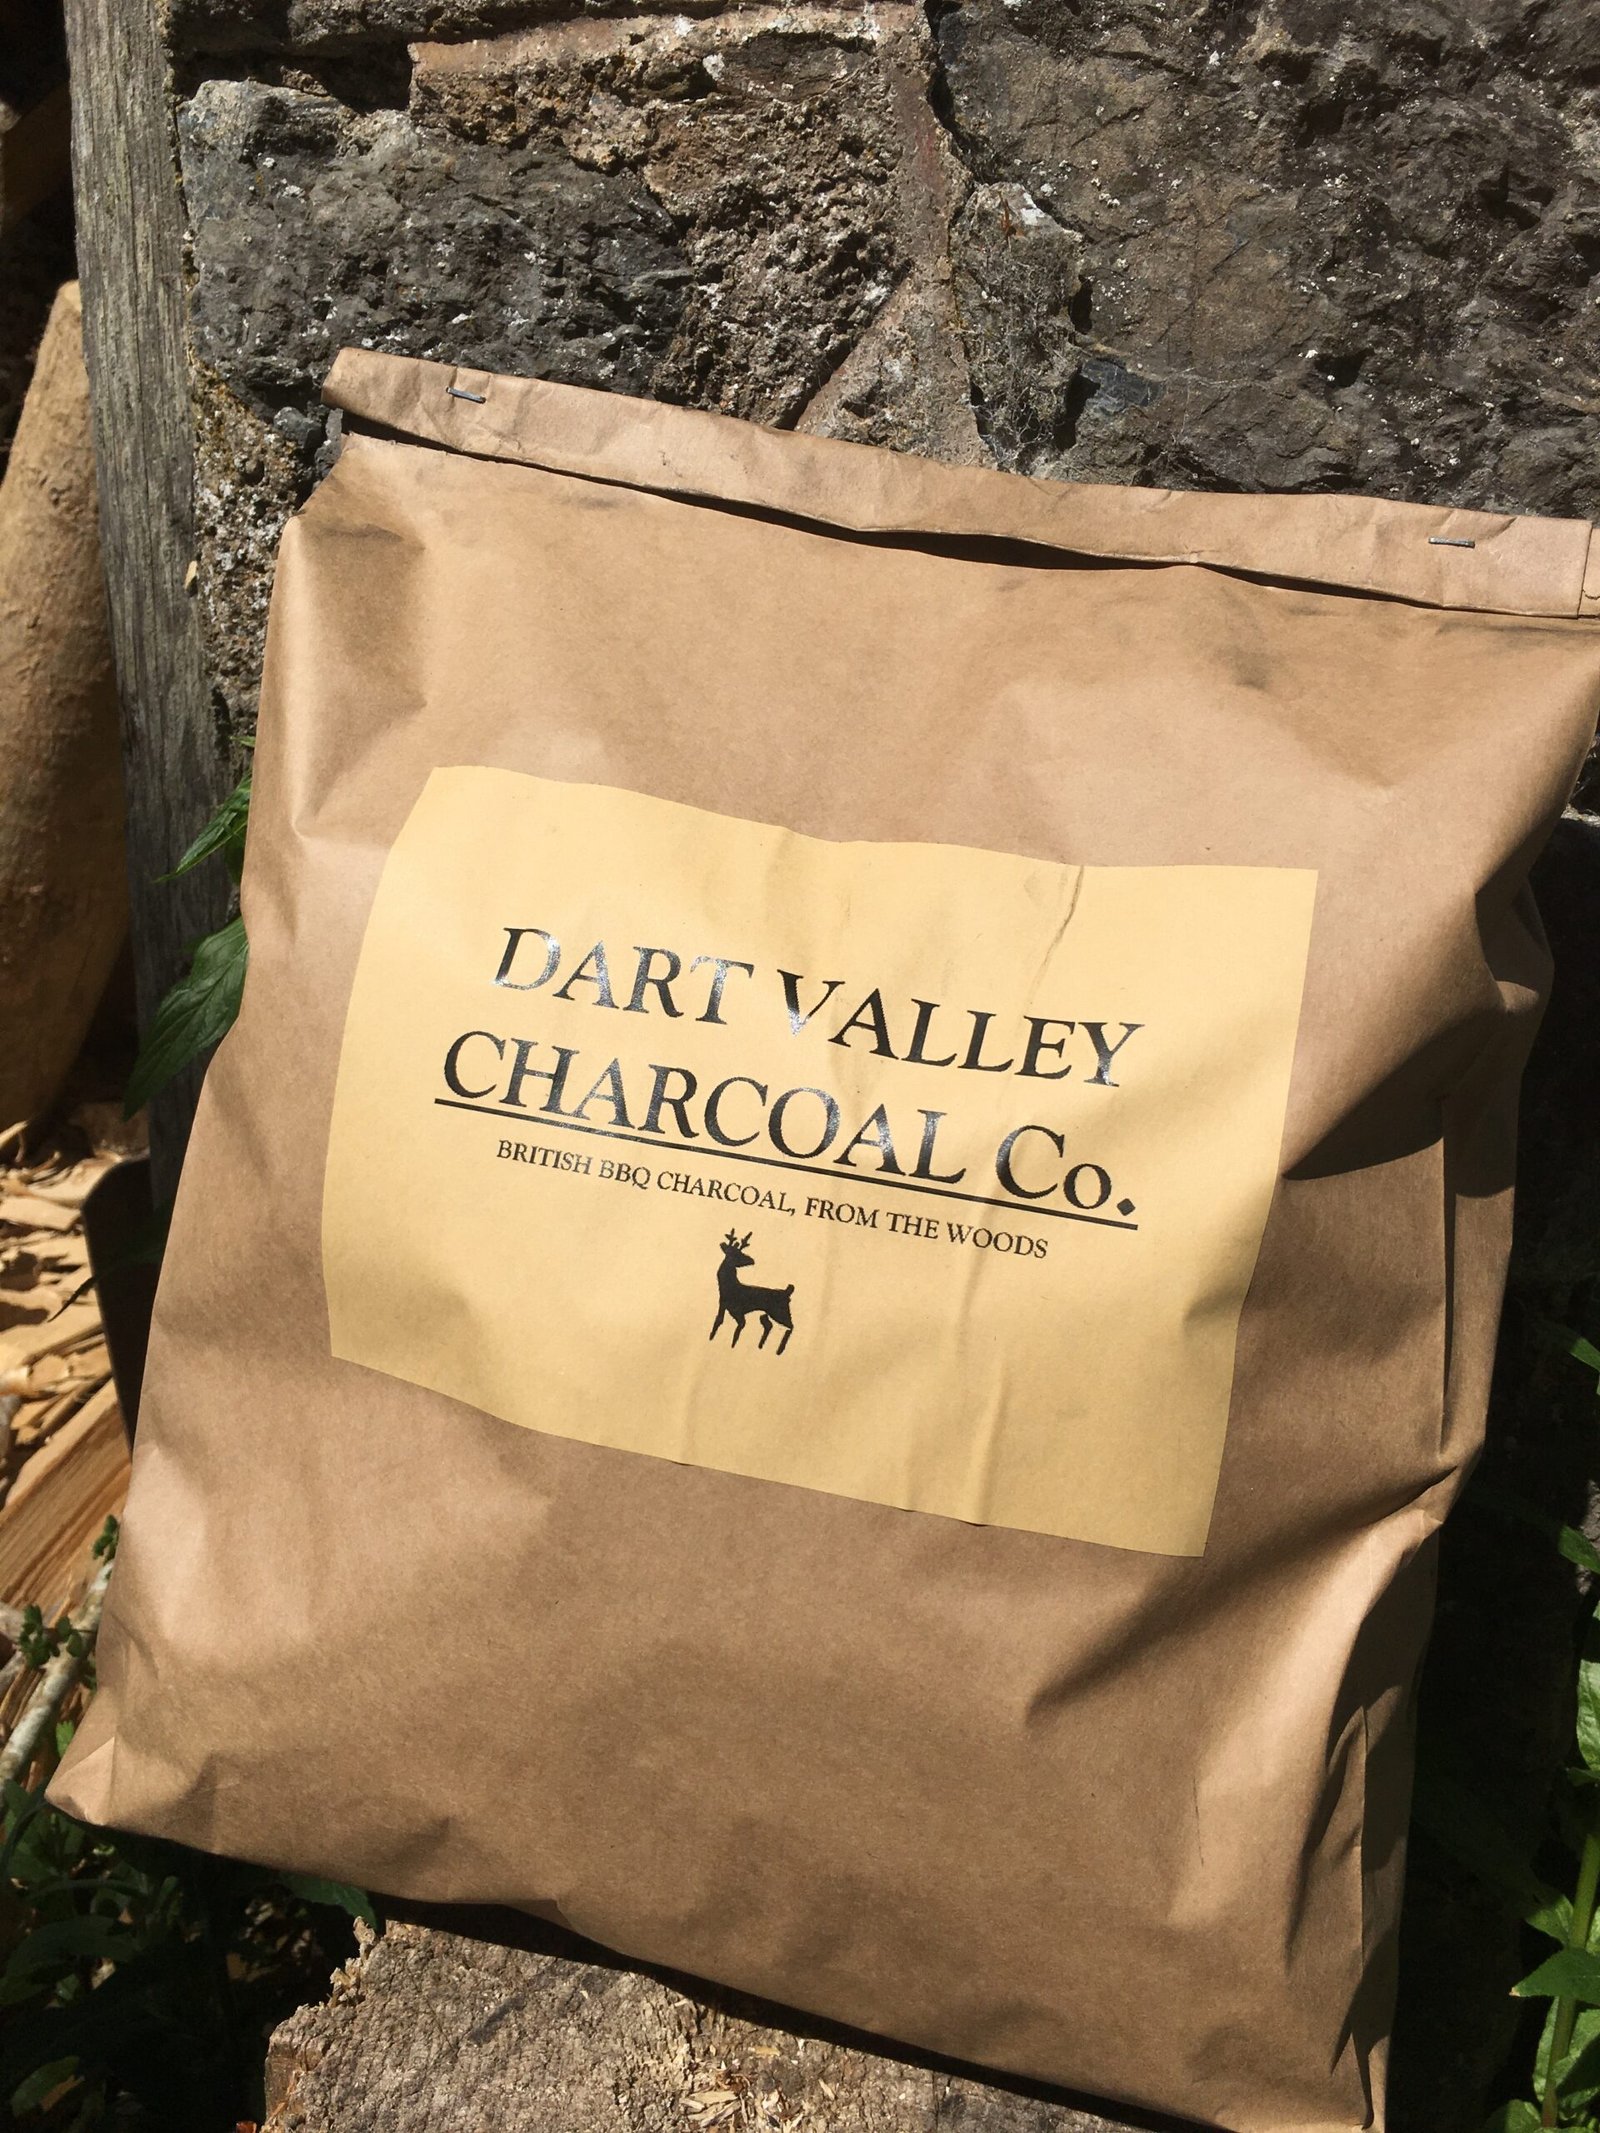 DART VALLEY
CHARCOAL Co.
BRITISH BBQ CHARCOAL, FROM THE WOODS